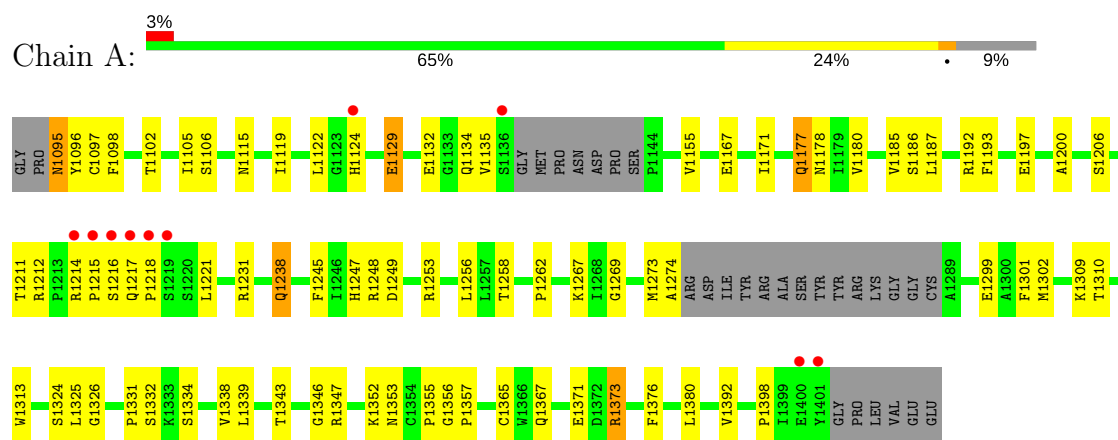 3%
Chain A:
65% 24% • 9%
GLY PRO N1095 Y1096 C1097 F1098 T1102 I1105 S1106 N1115 I1119 L1122 G1123 H1124 E1129 E1132 G1133 Q1134 V1135 S1136 GLY MET PRO ASN ASP PRO SER P1144 V1155 E1167 I1171 Q1177 N1178 I1179 V1180 V1185 S1186 L1187 R1192 F1193 E1197 A1200 S1206
T1211 R1212 P1213 R1214 P1215 S1216 Q1217 P1218 S1219 S1220 L1221 R1231 Q1238 F1245 I1246 H1247 R1248 D1249 R1253 L1256 L1257 T1258 P1262 K1267 I1268 G1269 M1273 A1274 ARG ASP ILE TYR ARG ALA SER TYR TYR ARG LYS GLY GLY CYS A1289 E1299 A1300 F1301 M1302 K1309 T1310
W1313 S1324 L1325 G1326 P1331 S1332 K1333 S1334 V1338 L1339 T1343 G1346 R1347 K1352 N1353 C1354 P1355 G1356 P1357 C1365 W1366 Q1367 E1371 D1372 R1373 F1376 L1380 V1392 P1398 I1399 E1400 Y1401 GLY PRO LEU VAL GLU GLU